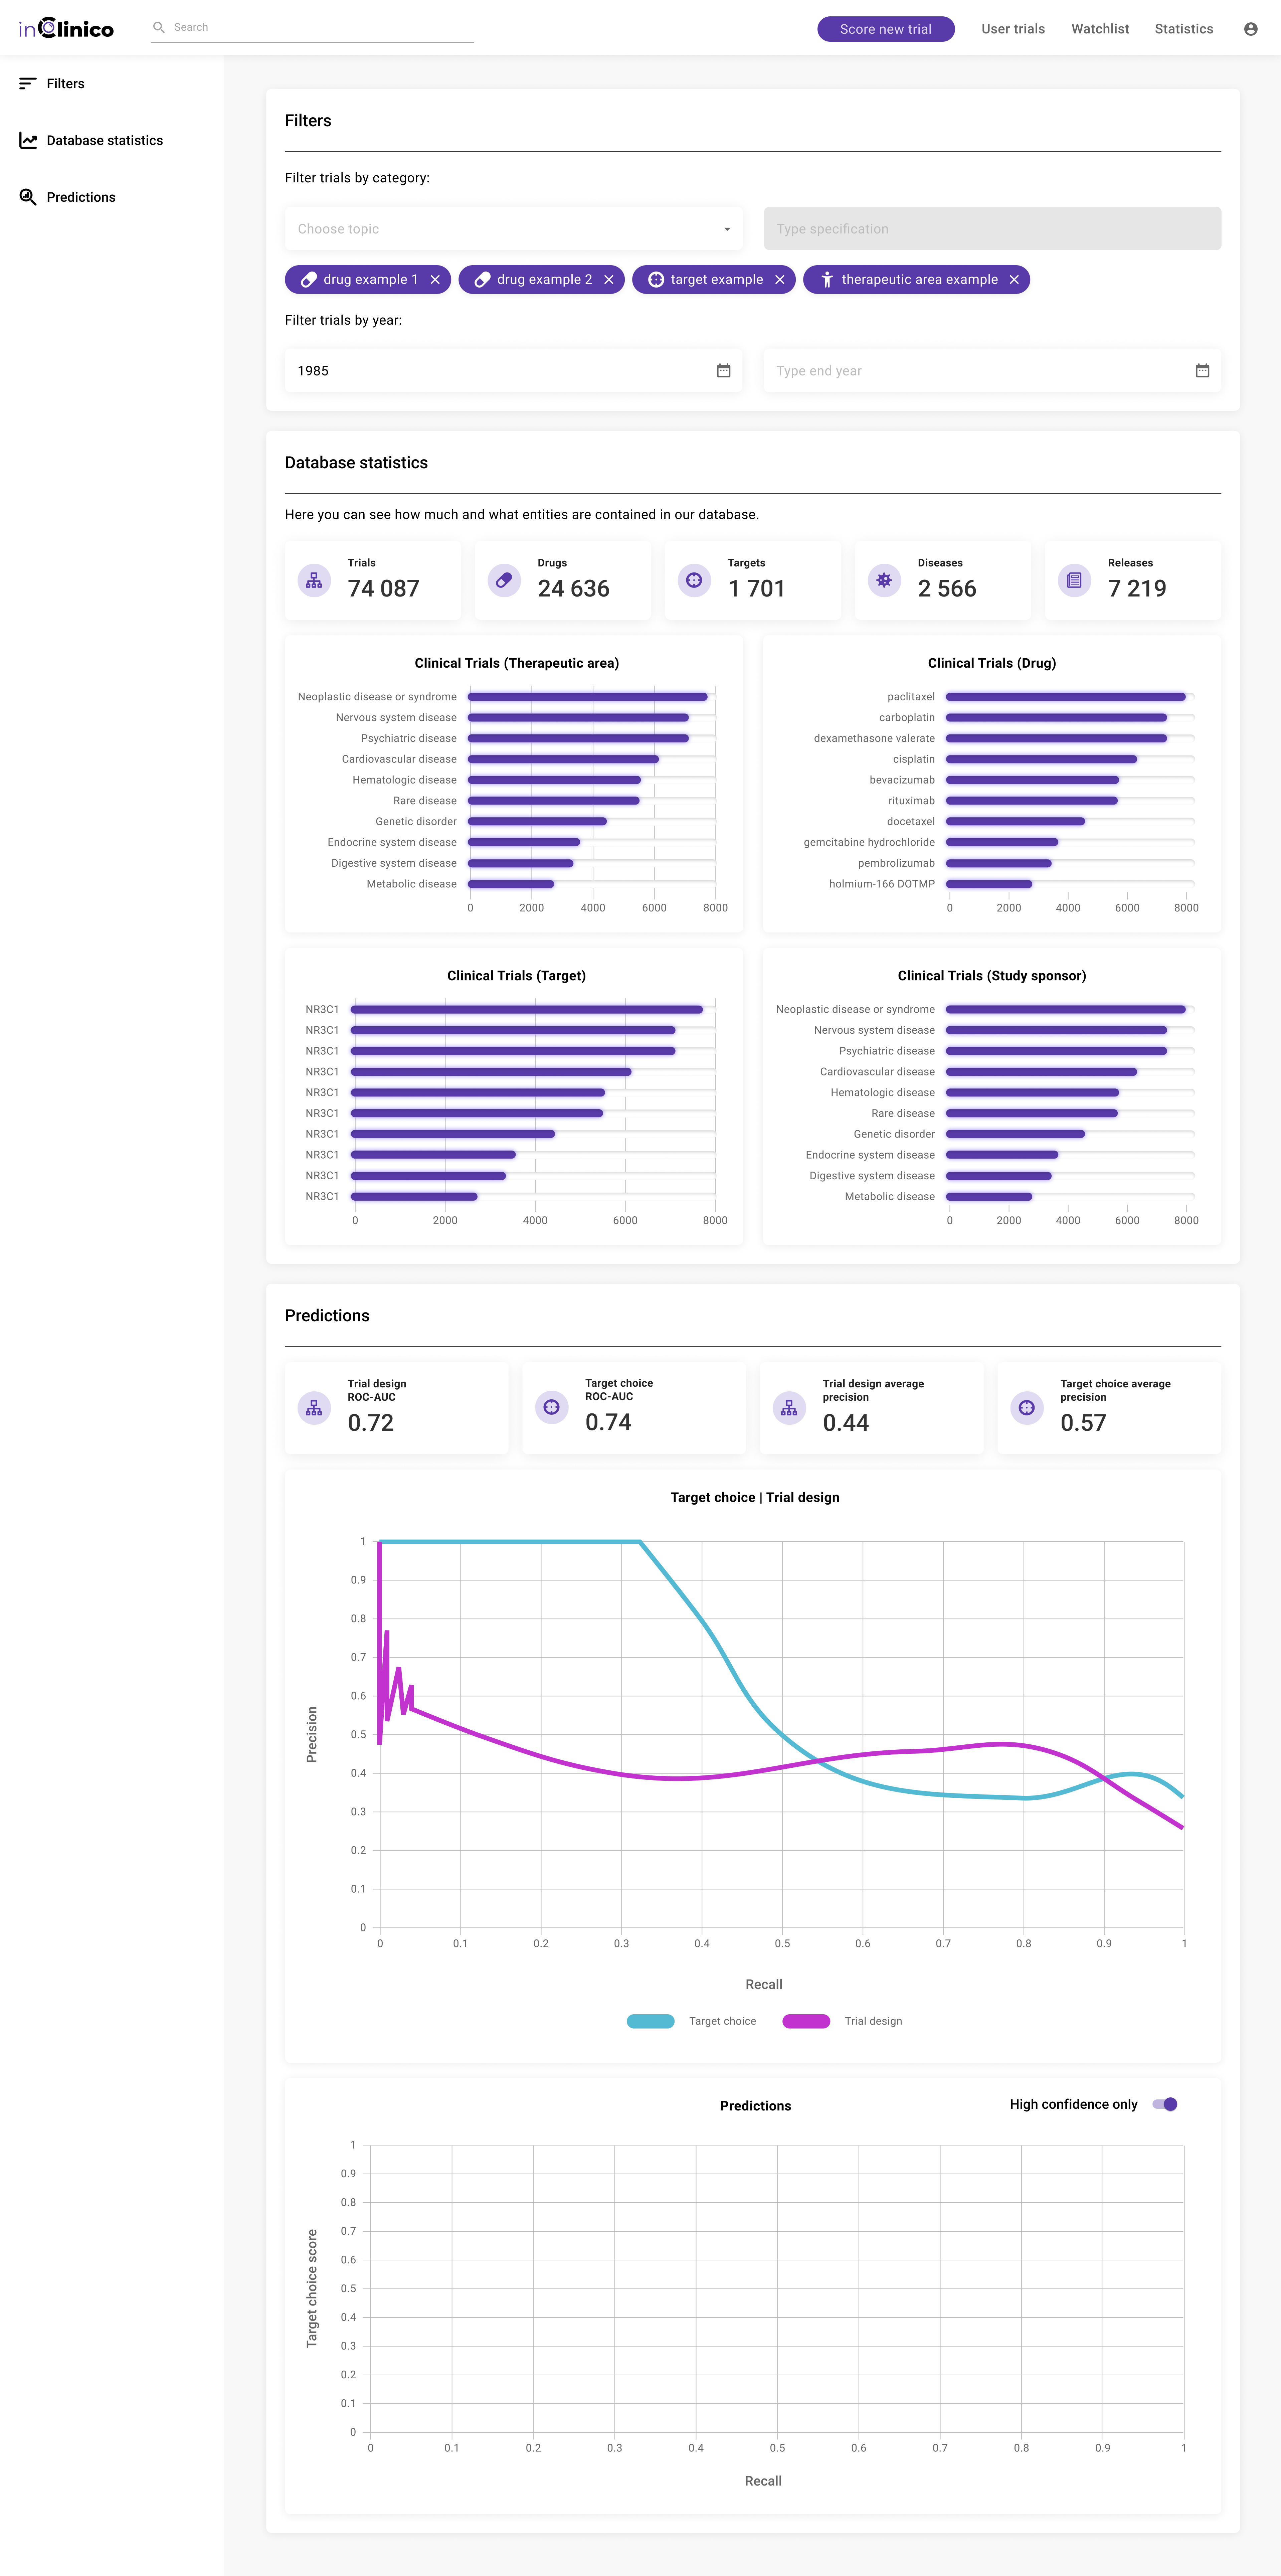 inClinico
Search
Score new trial
User trials
Watchlist
Statistics
Filters
Database statistics
Predictions
Filters
Filter trials by category:
Choose topic
Type specification
drug example 1
drug example 2
target example
therapeutic area example
Filter trials by year:
1985
Type end year
Database statistics
Here you can see how much and what entities are contained in our database.
Trials
74 087
Drugs
24 636
Targets
1 701
Diseases
2 566
Releases
7 219
Clinical Trials (Therapeutic area)
Neoplastic disease or syndrome
Nervous system disease
Psychiatric disease
Cardiovascular disease
Hematologic disease
Rare disease
Genetic disorder
Endocrine system disease
Digestive system disease
Metabolic disease
0 2000 4000 6000 8000
Clinical Trials (Drug)
paclitaxel
carboplatin
dexamethasone valerate
cisplatin
bevacizumab
rituximab
docetaxel
gemcitabine hydrochloride
pembrolizumab
holmium-166 DOTMP
0 2000 4000 6000 8000
Clinical Trials (Target)
NR3C1
NR3C1
NR3C1
NR3C1
NR3C1
NR3C1
NR3C1
NR3C1
NR3C1
NR3C1
0 2000 4000 6000 8000
Clinical Trials (Study sponsor)
Neoplastic disease or syndrome
Nervous system disease
Psychiatric disease
Cardiovascular disease
Hematologic disease
Rare disease
Genetic disorder
Endocrine system disease
Digestive system disease
Metabolic disease
0 2000 4000 6000 8000
Predictions
Trial design
ROC-AUC
0.72
Target choice
ROC-AUC
0.74
Trial design average
precision
0.44
Target choice average
precision
0.57
Target choice | Trial design
Precision
1
0.9
0.8
0.7
0.6
0.5
0.4
0.3
0.2
0.1
0
0 0.1 0.2 0.3 0.4 0.5 0.6 0.7 0.8 0.9 1
Recall
Target choice
Trial design
Predictions
High confidence only
Target choice score
1
0.9
0.8
0.7
0.6
0.5
0.4
0.3
0.2
0.1
0
0 0.1 0.2 0.3 0.4 0.5 0.6 0.7 0.8 0.9 1
Recall